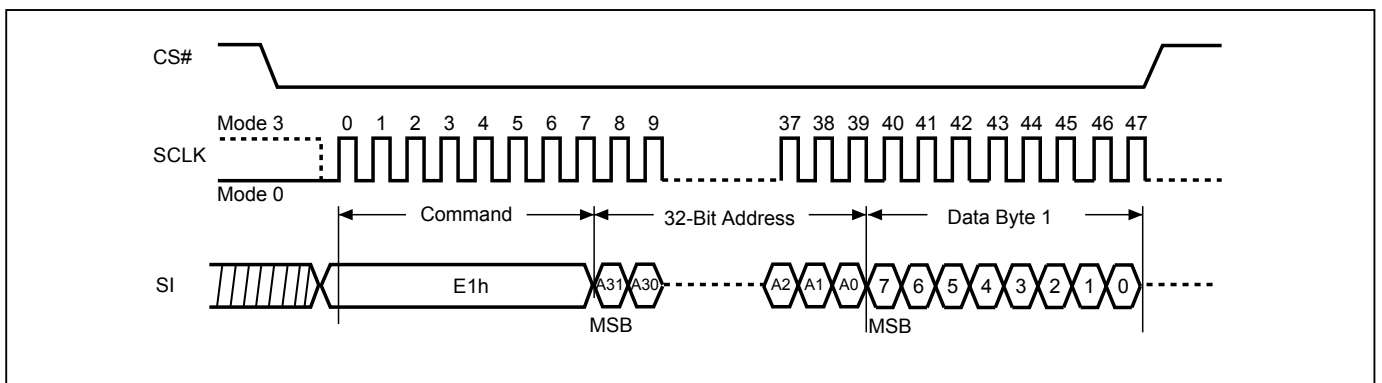 CS#
Mode 3
0 1 2 3 4 5 6 7 8 9 37 38 39 40 41 42 43 44 45 46 47
SCLK
Mode 0
Command 32-Bit Address Data Byte 1
SI E1h A31 A30 A2 A1 A0 7 6 5 4 3 2 1 0
MSB MSB